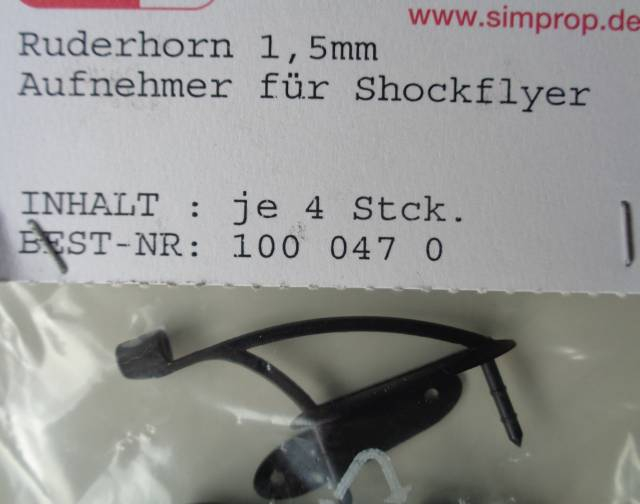 www.simprop.de
Ruderhorn 1,5mm
Aufnehmer für Shockflyer
INHALT : je 4 Stck.
BEST-NR: 100 047 0